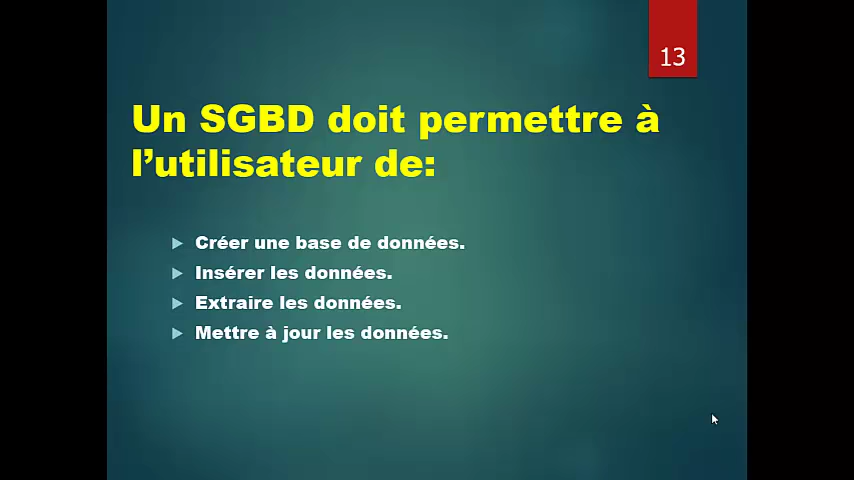 13
Un SGBD doit permettre à
l’utilisateur de:
Créer une base de données.
Insérer les données.
Extraire les données.
Mettre à jour les données.